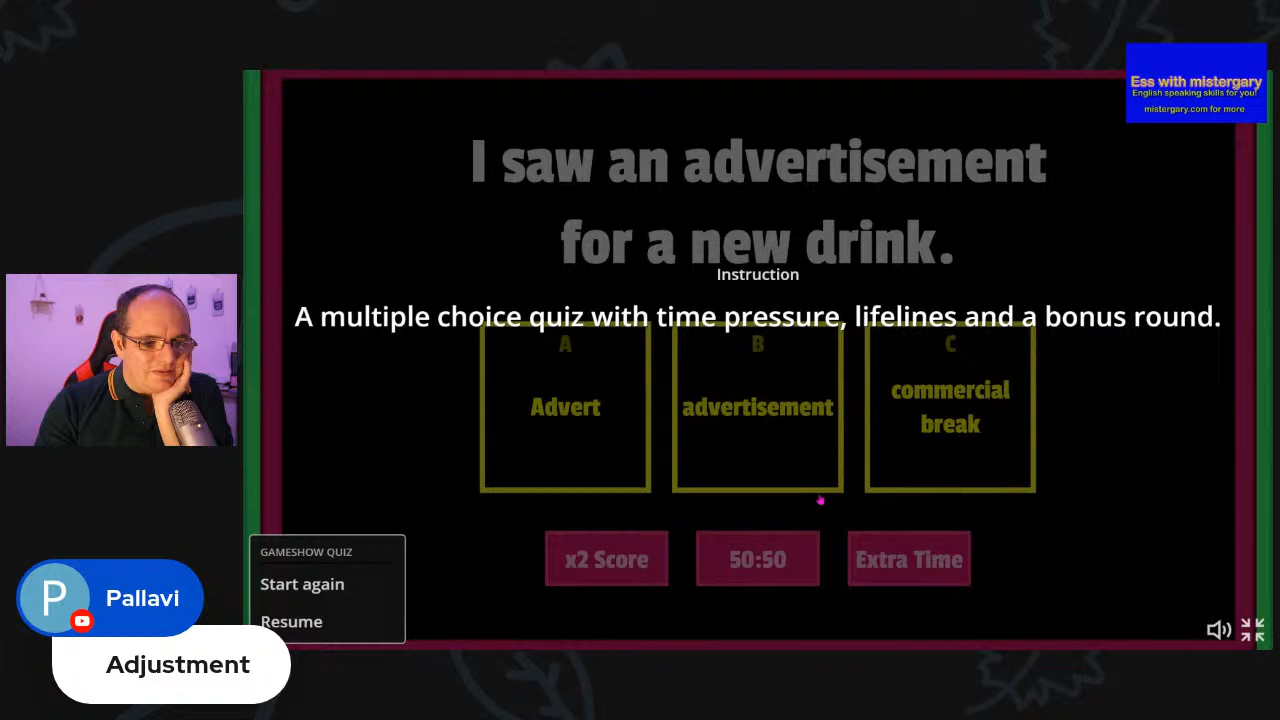 Ess with mistergary
English speaking skills for you!
mistergary.com for more
I saw an advertisement
for a new drink.
Instruction
A multiple choice quiz with time pressure, lifelines and a bonus round.
A
Advert
B
advertisement
C
commercial
break
x2 Score
50:50
Extra Time
GAMESHOW QUIZ
Start again
Resume
P
Pallavi
Adjustment